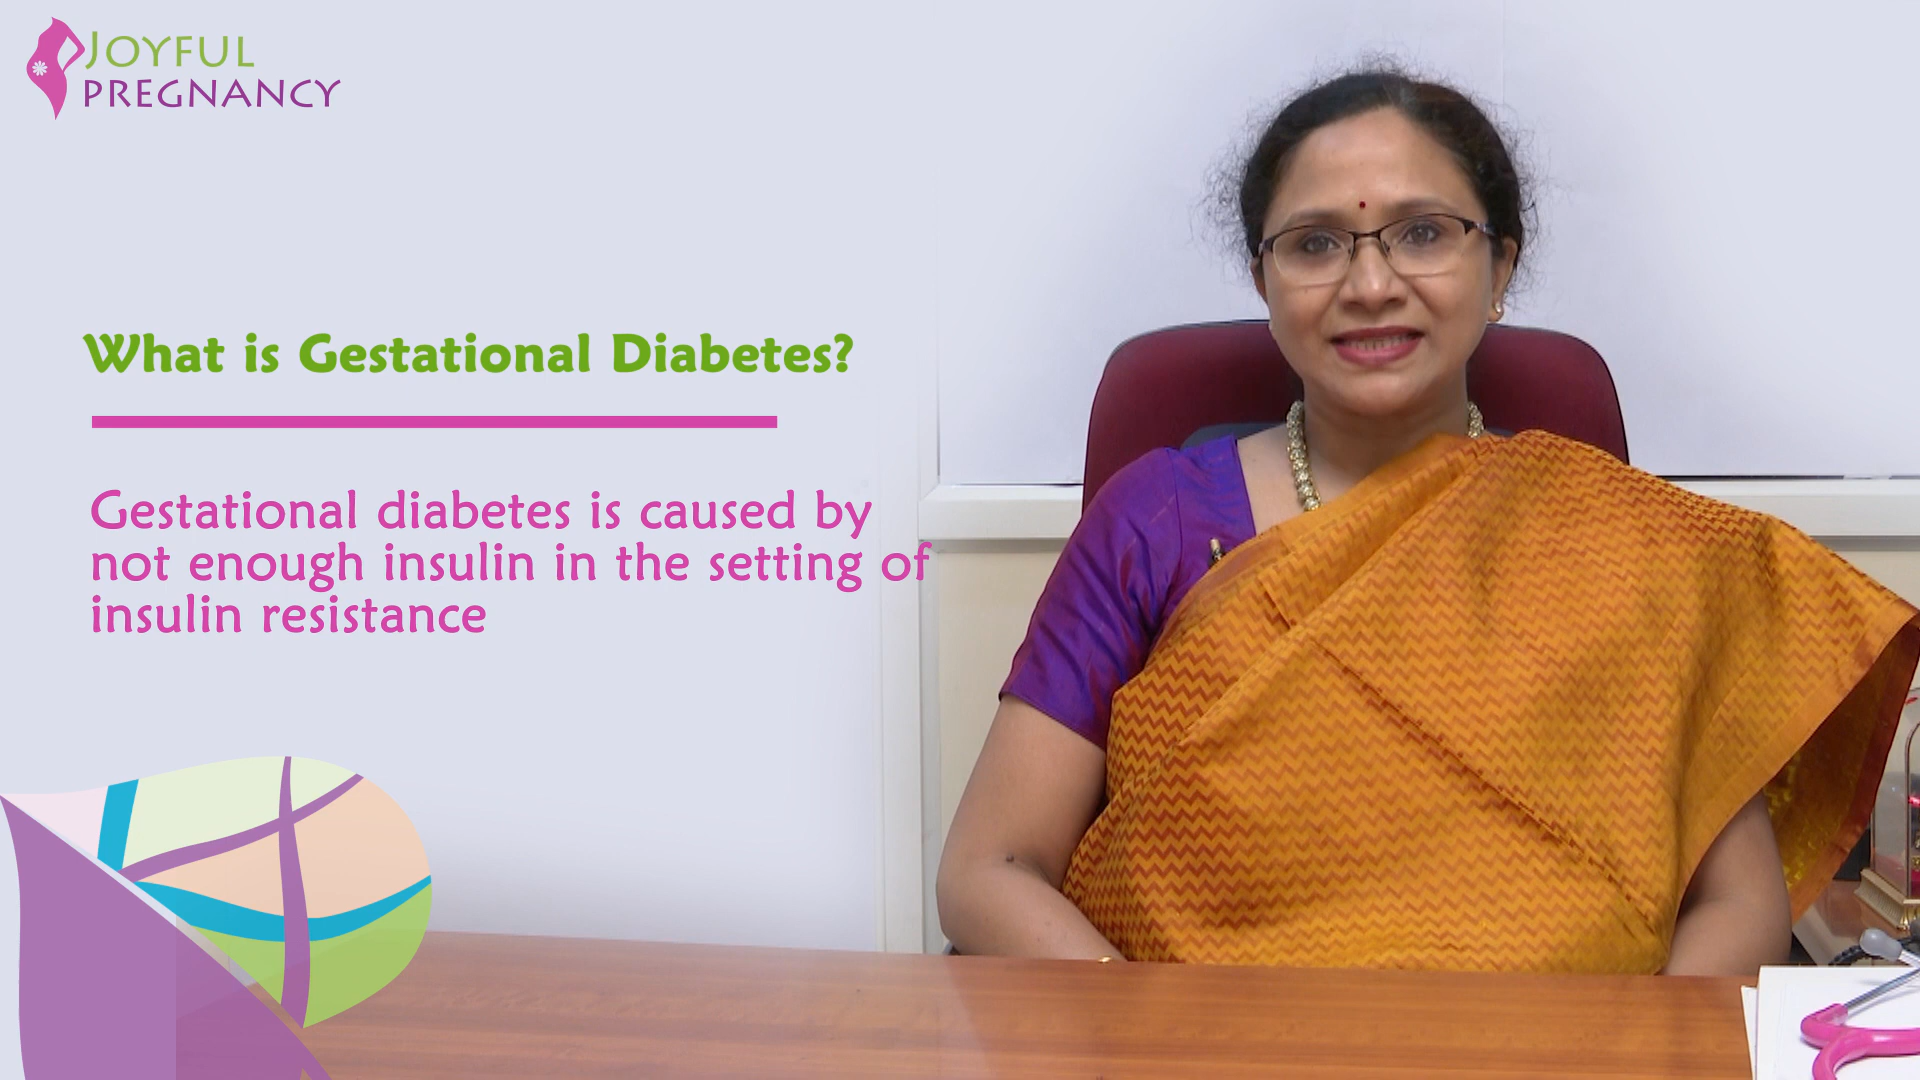 JOYFUL
PREGNANCY
What is Gestational Diabetes?
Gestational diabetes is caused by
not enough insulin in the setting of
insulin resistance